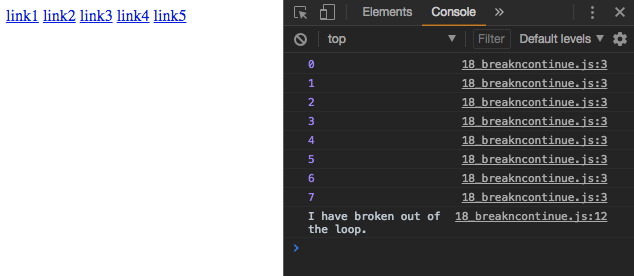 link1 link2 link3 link4 link5
Elements Console »
top Filter Default levels
0 18_breakncontinue.js:3
1 18_breakncontinue.js:3
2 18_breakncontinue.js:3
3 18_breakncontinue.js:3
4 18_breakncontinue.js:3
5 18_breakncontinue.js:3
6 18_breakncontinue.js:3
7 18_breakncontinue.js:3
I have broken out of 18_breakncontinue.js:12
the loop.